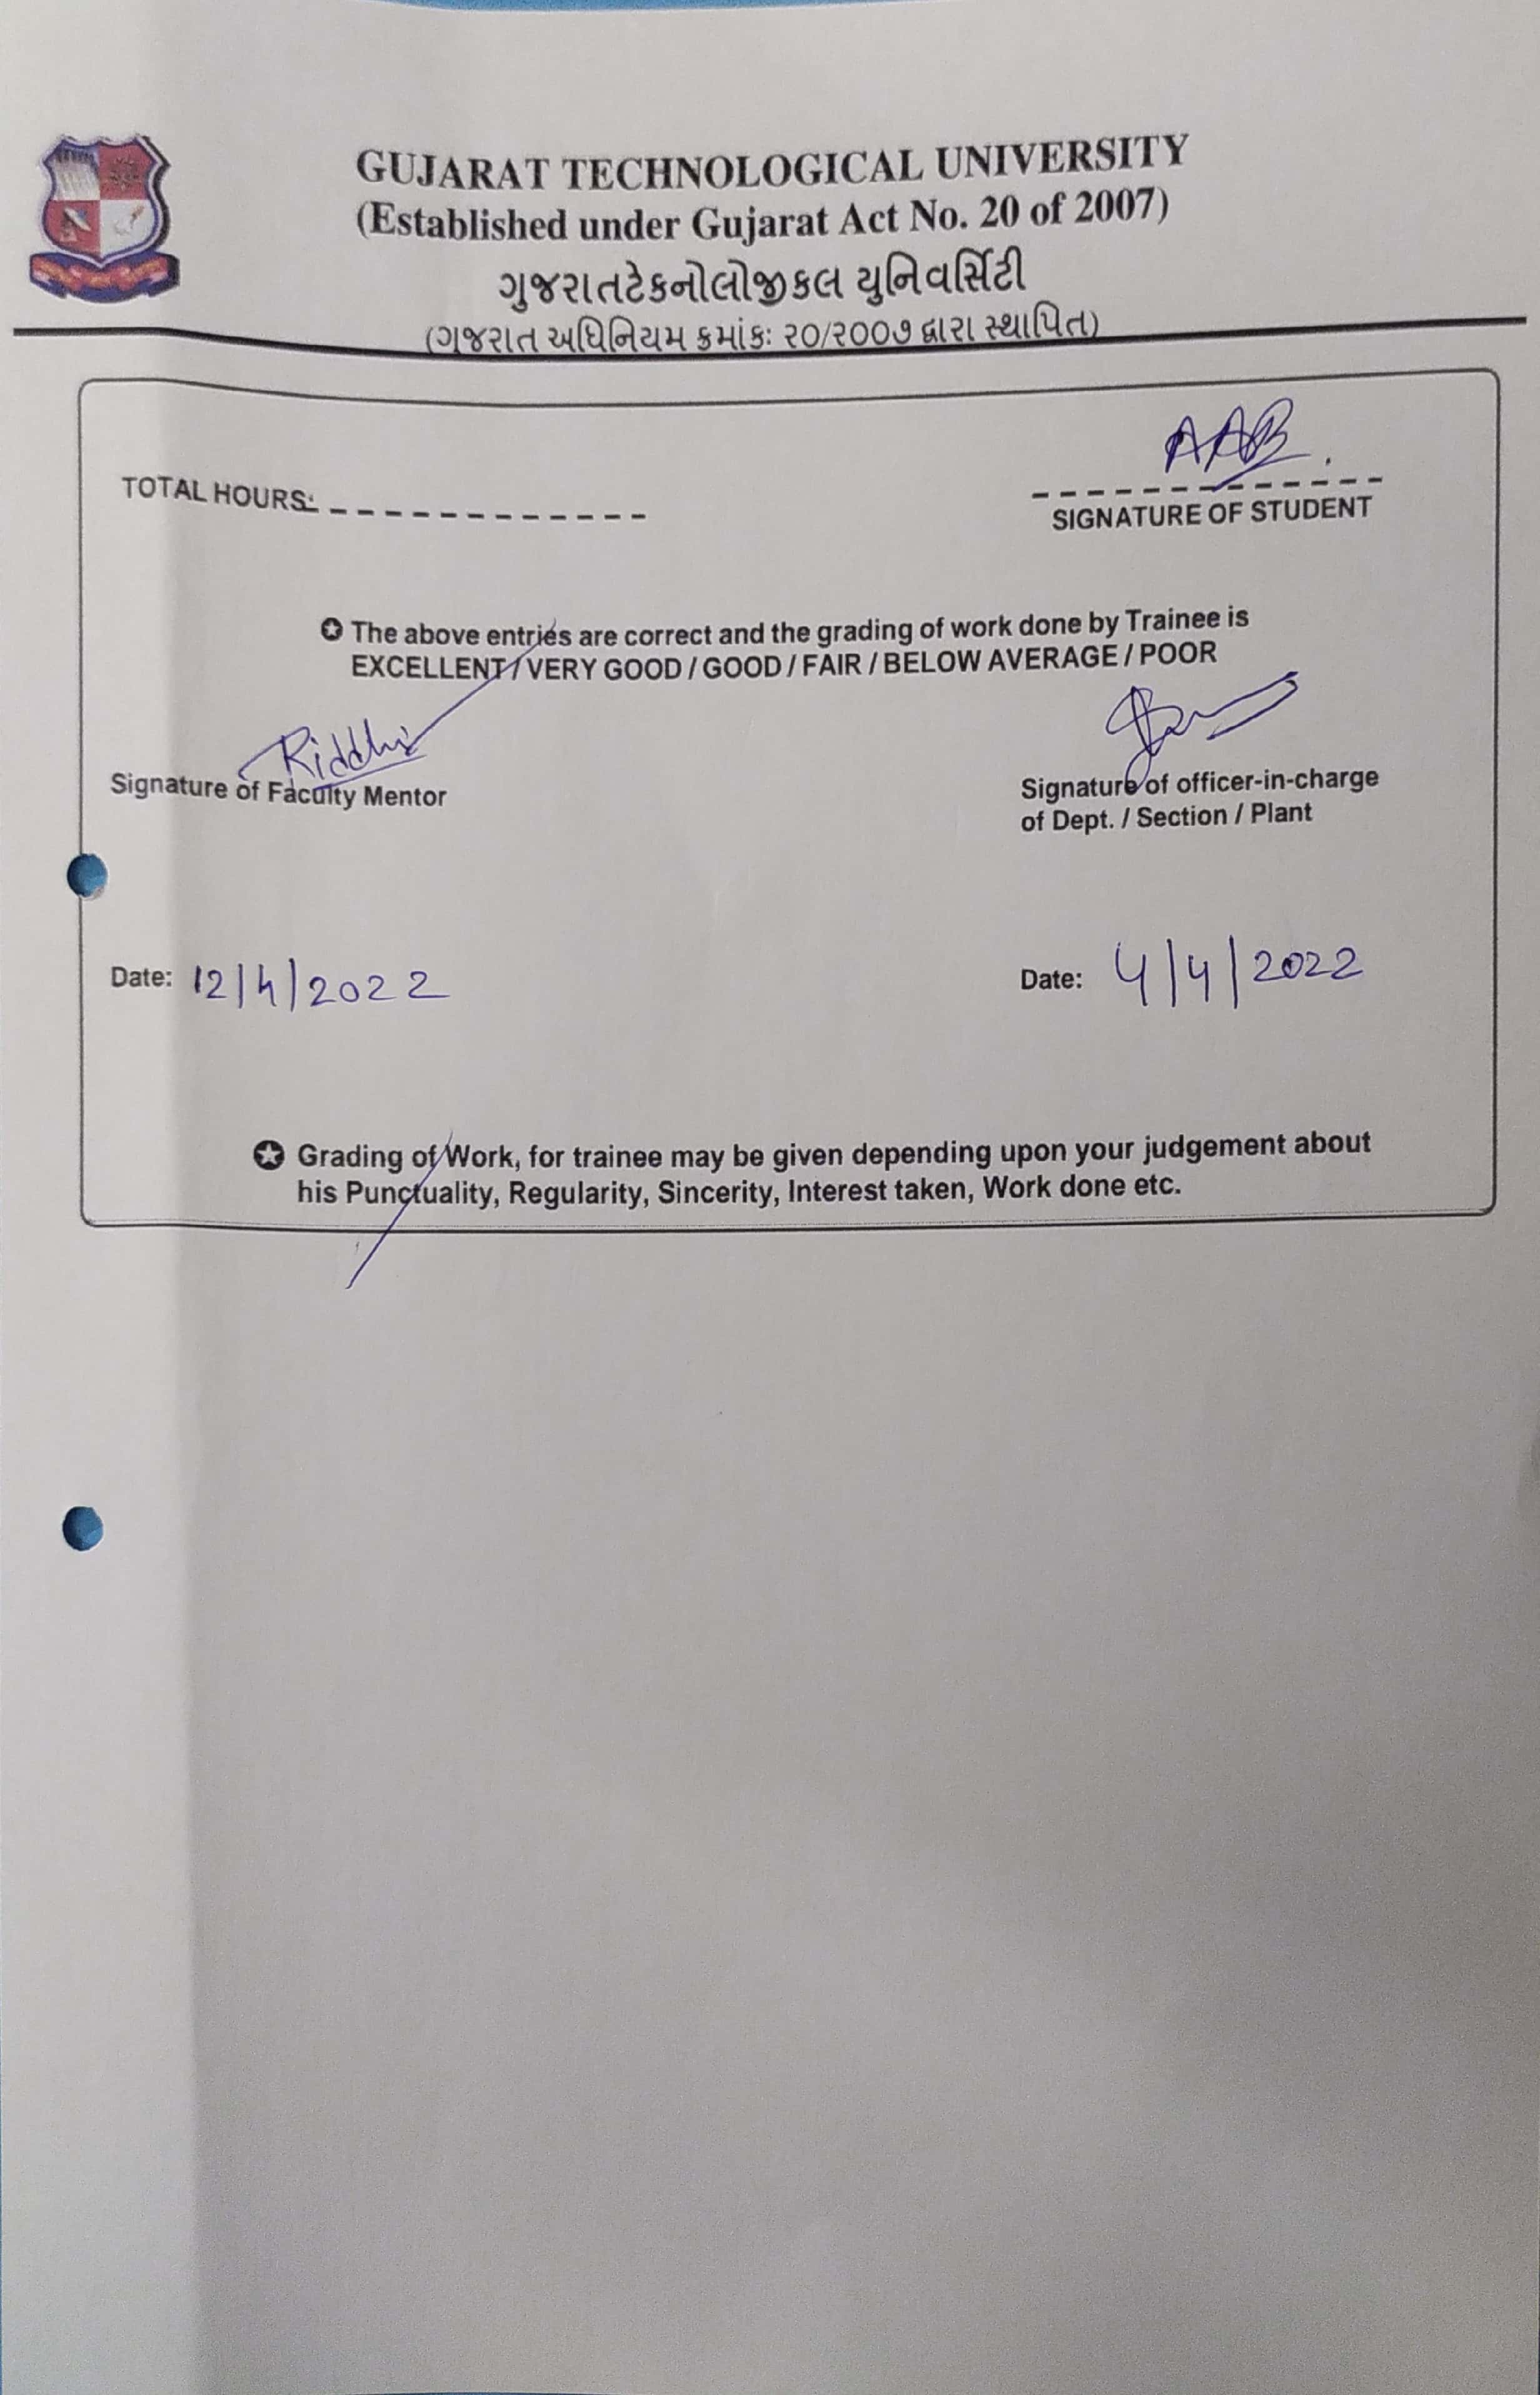 GUJARAT TECHNOLOGICAL UNIVERSITY
(Established under Gujarat Act No. 20 of 2007)
ગુજરાતટેકનોલોજીકલ યુનિવર્સિટી
(ગુજરાત અધિનિયમ ક્રમાંકઃ ૨૦/૨૦૦૭ દ્વારા સ્થાપિત)
AAB.
TOTAL HOURS:
SIGNATURE OF STUDENT
The above entries are correct and the grading of work done by Trainee is
EXCELLENT / VERY GOOD / GOOD / FAIR / BELOW AVERAGE / POOR
Riddhi
Signature of Faculty Mentor
Signature of officer-in-charge
of Dept. / Section / Plant
Date: 12/4/2022
Date: 4/4/2022
Grading of Work, for trainee may be given depending upon your judgement about
his Punctuality, Regularity, Sincerity, Interest taken, Work done etc.